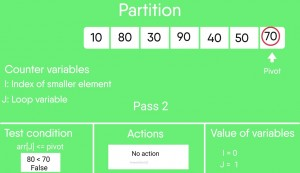 Partition
10 80 30 90 40 50 70
Pivot
Counter variables
I: Index of smaller element
J: Loop variable
Pass 2
Test condition
arr[J] <= pivot
80 < 70
False
Actions
No action
Value of variables
I = 0
J = 1